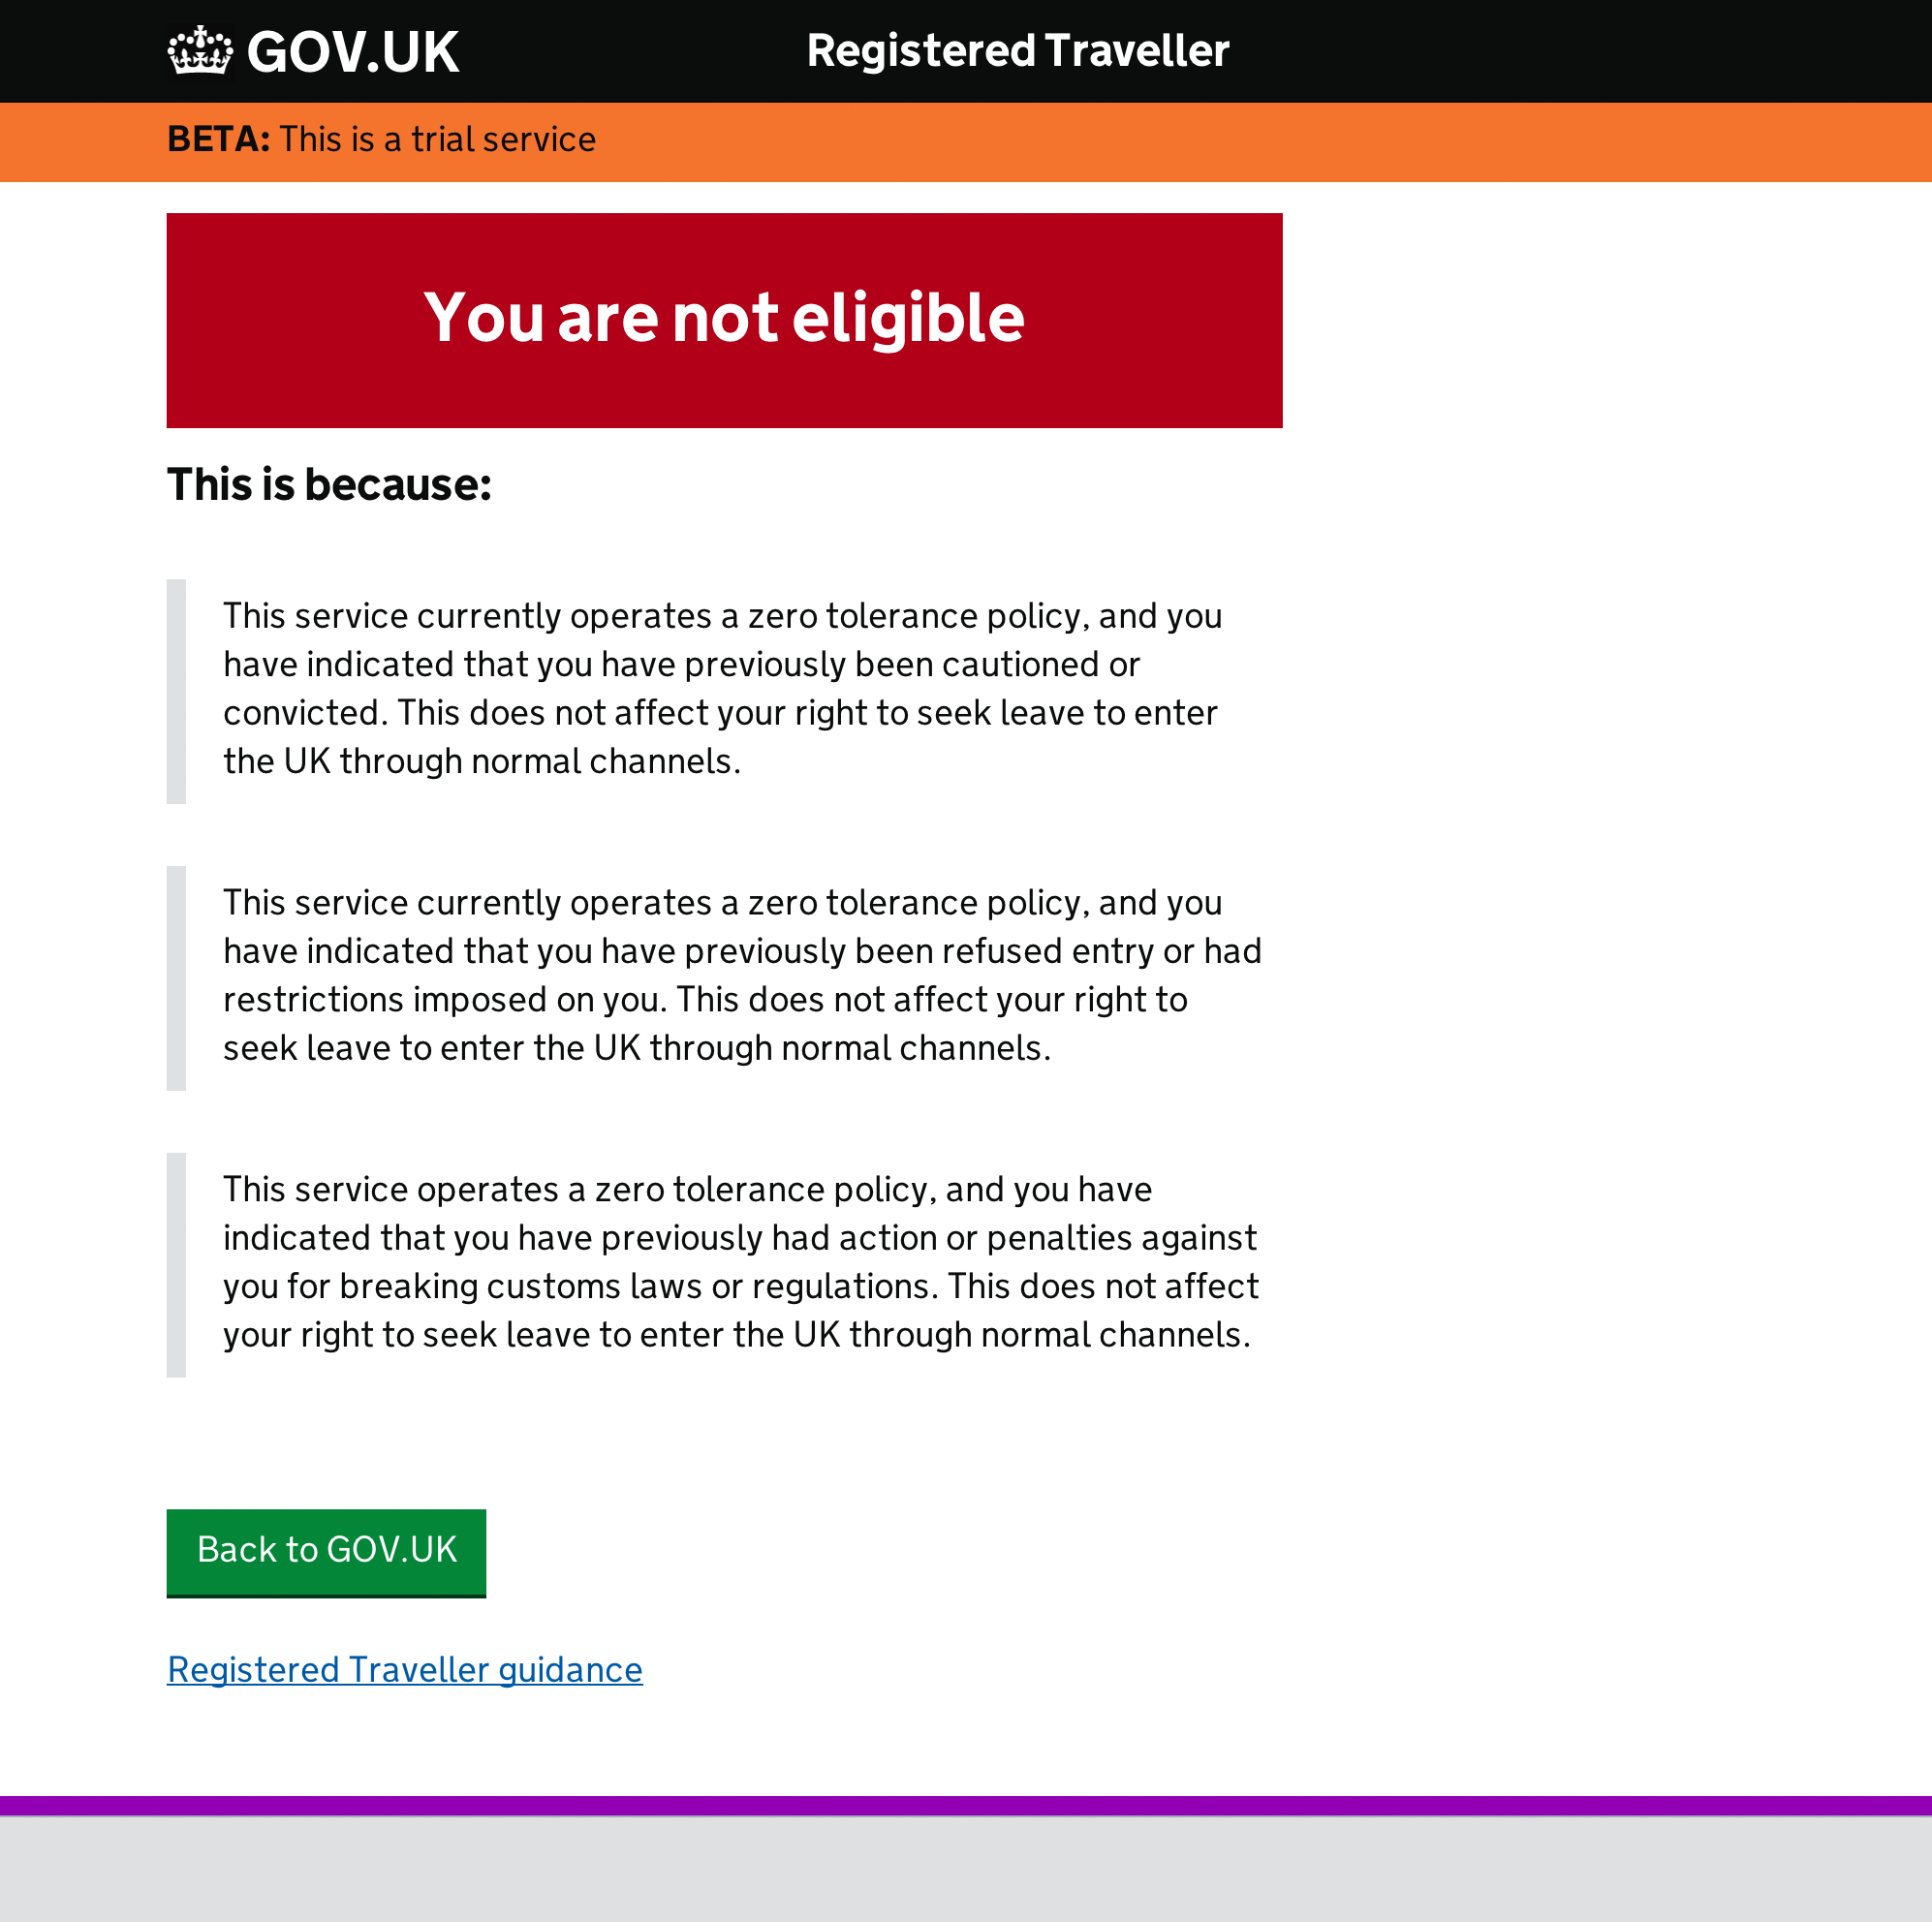 GOV.UK
Registered Traveller
BETA: This is a trial service
You are not eligible
This is because:
This service currently operates a zero tolerance policy, and you
have indicated that you have previously been cautioned or
convicted. This does not affect your right to seek leave to enter
the UK through normal channels.
This service currently operates a zero tolerance policy, and you
have indicated that you have previously been refused entry or had
restrictions imposed on you. This does not affect your right to
seek leave to enter the UK through normal channels.
This service operates a zero tolerance policy, and you have
indicated that you have previously had action or penalties against
you for breaking customs laws or regulations. This does not affect
your right to seek leave to enter the UK through normal channels.
Back to GOV.UK
Registered Traveller guidance